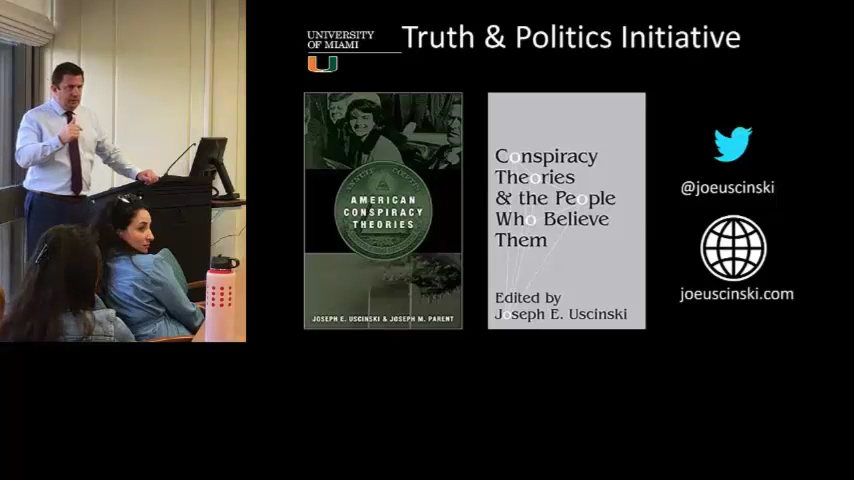 UNIVERSITY
OF MIAMI
Truth & Politics Initiative
AMERICAN
CONSPIRACY
THEORIES
JOSEPH E. USCINSKI & JOSEPH M. PARENT
Conspiracy
Theories
& the People
Who Believe
Them
Edited by
Joseph E. Uscinski
@joeuscinski
joeuscinski.com